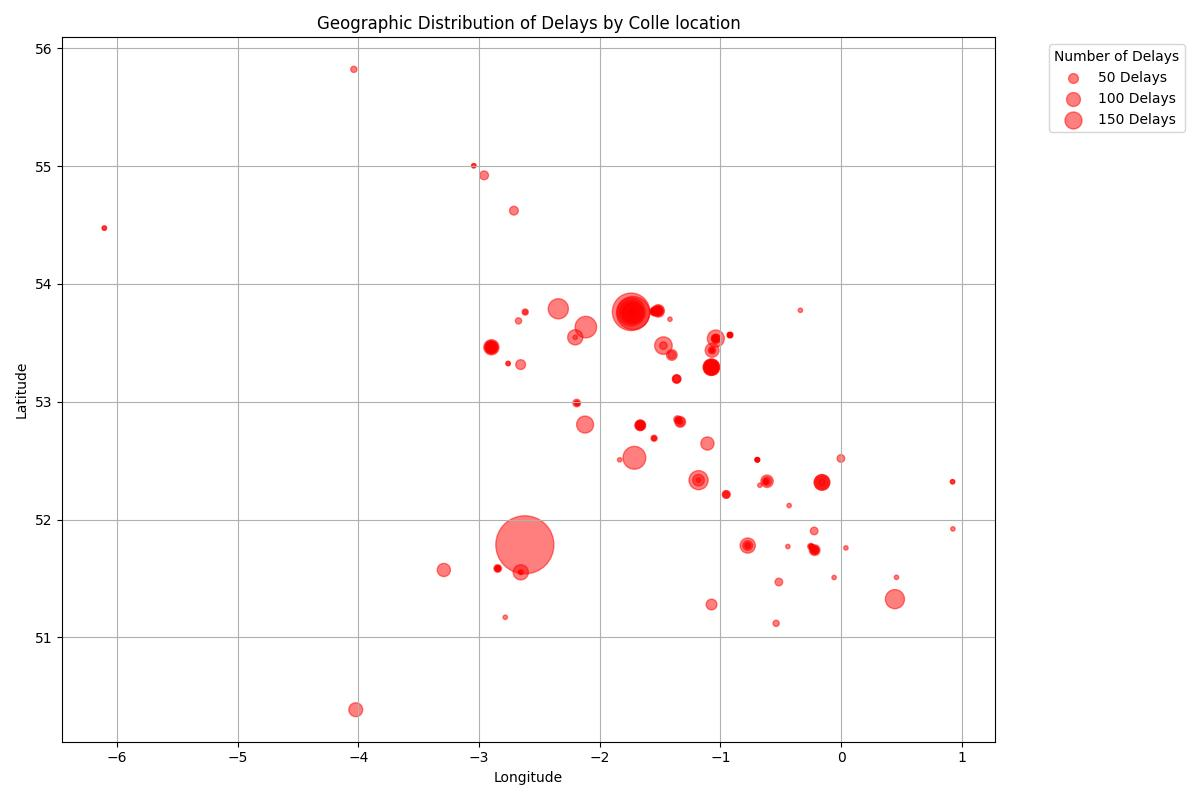 Geographic Distribution of Delays by Colle location
Number of Delays
50 Delays
100 Delays
150 Delays
56
55
54
53
52
51
Latitude
−6 −5 −4 −3 −2 −1 0 1
Longitude